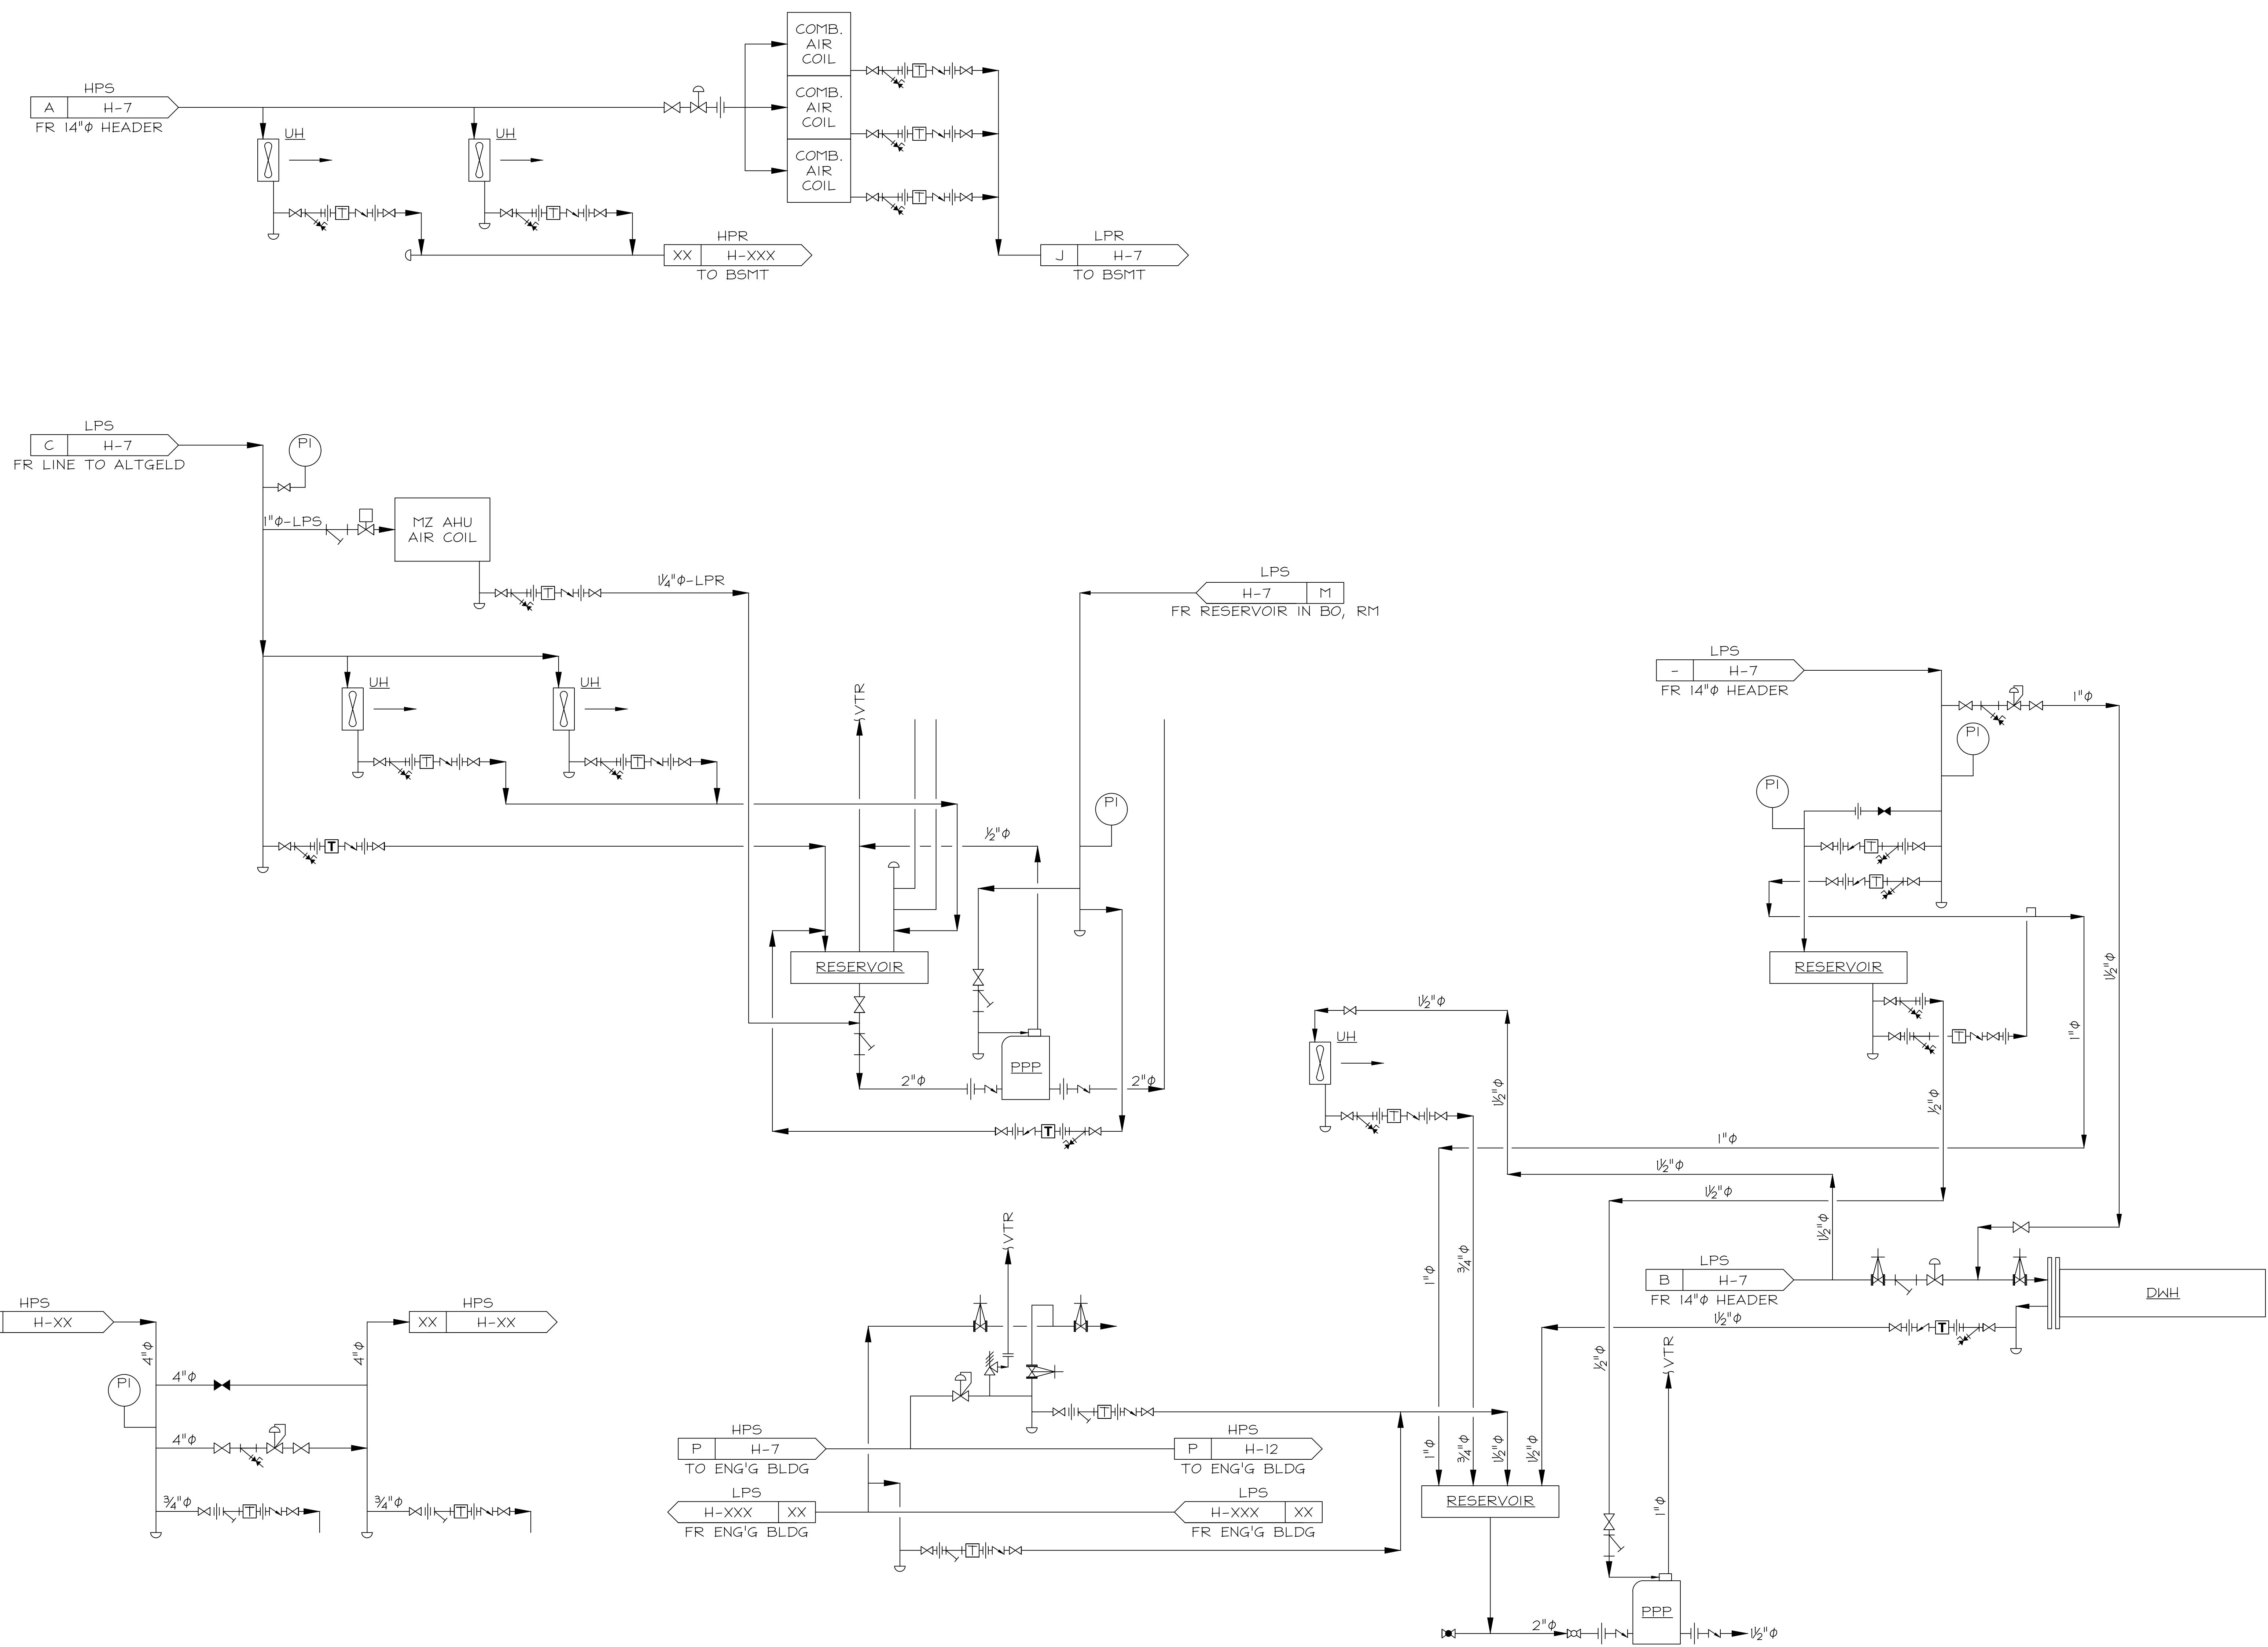 COMB.
AIR
COIL
COMB.
AIR
COIL
COMB.
AIR
COIL
HPS
A H-7
FR 14"φ HEADER
UH
UH
T
T
T
T
T
HPR
XX H-XXX
TO BSMT
LPR
J H-7
TO BSMT
LPS
C H-7
FR LINE TO ALTGELD
PI
1"φ-LPS
MZ AHU
AIR COIL
T
1¼"φ-LPR
UH
UH
T
T
T
LPS
H-7 M
FR RESERVOIR IN BO, RM
VTR
½"φ
PI
RESERVOIR
PPP
2"φ
2"φ
T
LPS
- H-7
FR 14"φ HEADER
1"φ
PI
PI
T
T
RESERVOIR
T
1½"φ
1"φ
½"φ
1½"φ
UH
T
1½"φ
1"φ
1½"φ
1½"φ
1½"φ
1"φ
¾"φ
LPS
B H-7
FR 14"φ HEADER
DWH
1½"φ
T
½"φ
VTR
1"φ
HPS
H-XX
HPS
XX H-XX
4"φ
4"φ
PI
4"φ
4"φ
¾"φ
T
¾"φ
T
VTR
T
HPS
P H-7
TO ENG'G BLDG
HPS
P H-12
TO ENG'G BLDG
LPS
H-XXX XX
FR ENG'G BLDG
LPS
H-XXX XX
FR ENG'G BLDG
T
1"φ
¾"φ
1½"φ
1½"φ
RESERVOIR
2"φ
PPP
1½"φ